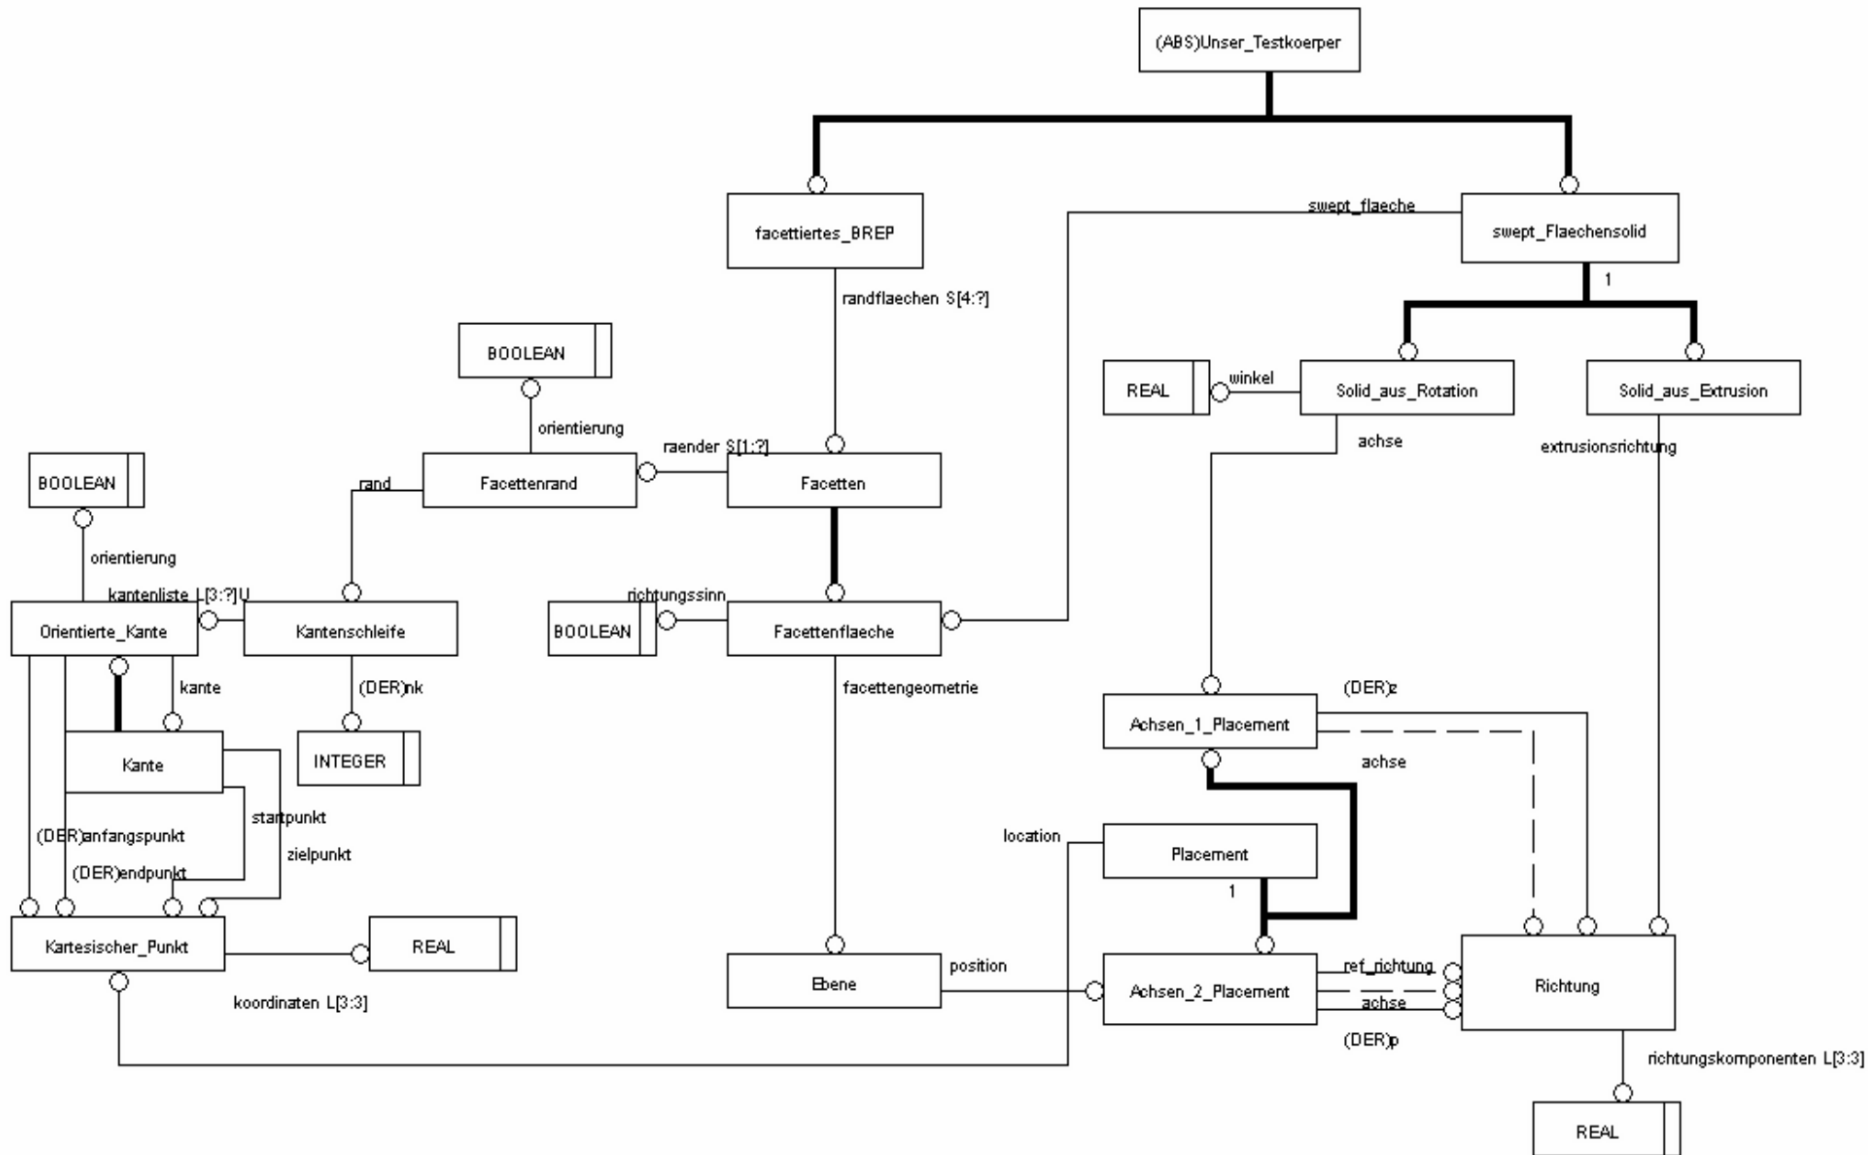 (ABS)Unser_Testkoerper
swept_flaeche
facettiertes_BREP
swept_Flaechensolid
1
randflaechen S[4:?]
BOOLEAN
REAL
winkel
Solid_aus_Rotation
Solid_aus_Extrusion
orientierung
achse
extrusionsrichtung
raender S[1:?]
BOOLEAN
rand
Facettenrand
Facetten
orientierung
kantenliste L[3:?]U
richtungssinn
Orientierte_Kante
Kantenschleife
BOOLEAN
Facettenflaeche
kante
(DER)nk
facettengeometrie
(DER)z
Achsen_1_Placement
Kante
INTEGER
achse
startpunkt
(DER)anfangspunkt
location
zielpunkt
Placement
(DER)endpunkt
1
Kartesischer_Punkt
REAL
position
ref_richtung
Ebene
Achsen_2_Placement
Richtung
koordinaten L[3:3]
achse
(DER)p
richtungskomponenten L[3:3]
REAL